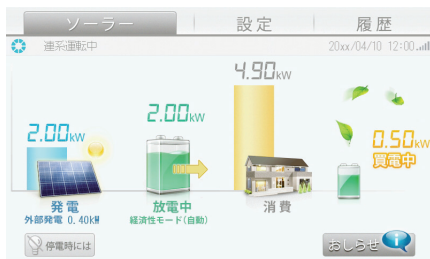 ソーラー 設定 履歴
連系運転中 20xx/04/10 12:00
4.90kW
2.00kW
2.00kW
0.50kW
買電中
発電 放電中 消費
外部発電 0.40kW 経済性モード(自動)
停電時には おしらせ i